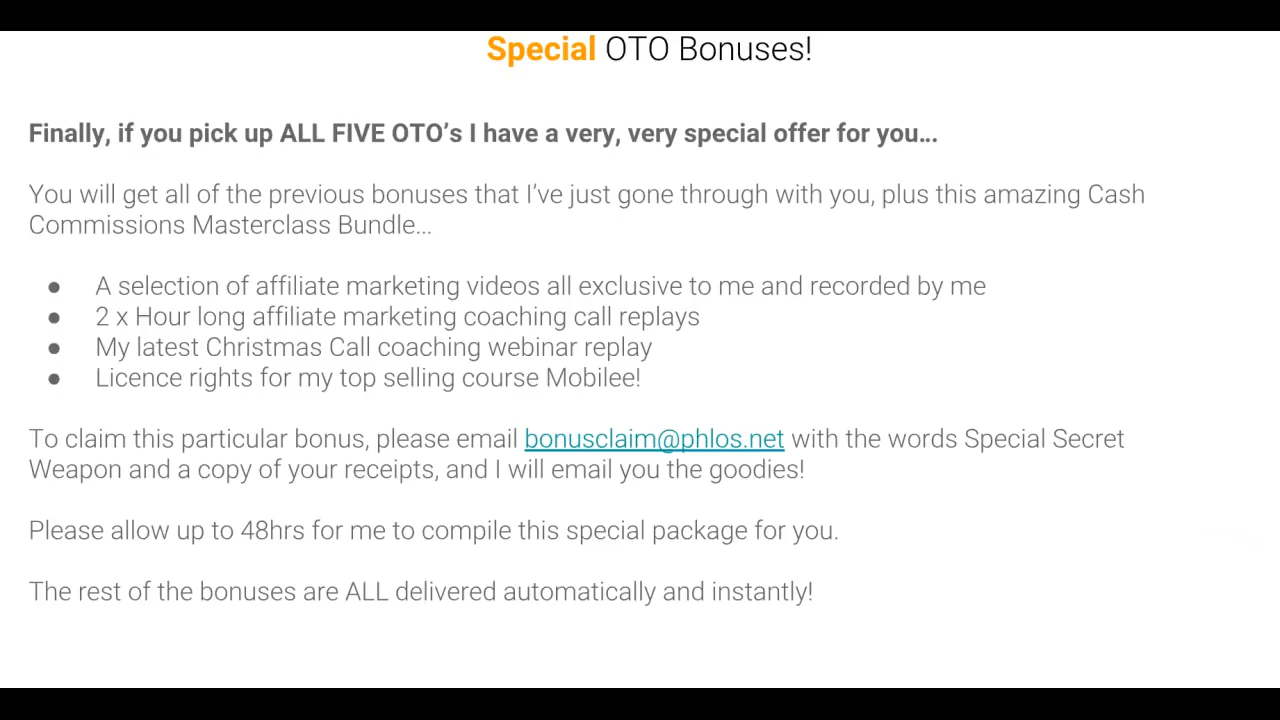 Special OTO Bonuses!
Finally, if you pick up ALL FIVE OTO's I have a very, very special offer for you...
You will get all of the previous bonuses that I've just gone through with you, plus this amazing Cash
Commissions Masterclass Bundle...
● A selection of affiliate marketing videos all exclusive to me and recorded by me
● 2 x Hour long affiliate marketing coaching call replays
● My latest Christmas Call coaching webinar replay
● Licence rights for my top selling course Mobilee!
To claim this particular bonus, please email bonusclaim@phlos.net with the words Special Secret
Weapon and a copy of your receipts, and I will email you the goodies!
Please allow up to 48hrs for me to compile this special package for you.
The rest of the bonuses are ALL delivered automatically and instantly!